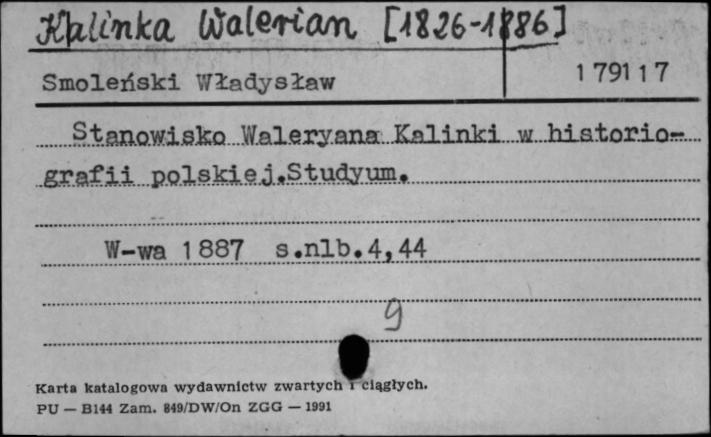 Kalinka Walerian [1826-1886]
Smoleński Władysław 179117
Stanowisko Waleryana Kalinki w historio-
grafii polskiej.Studyum.
W-wa 1887 s.nlb.4,44
9
Karta katalogowa wydawnictw zwartych i ciągłych.
PU — B144 Zam. 849/DW/On ZGG — 1991